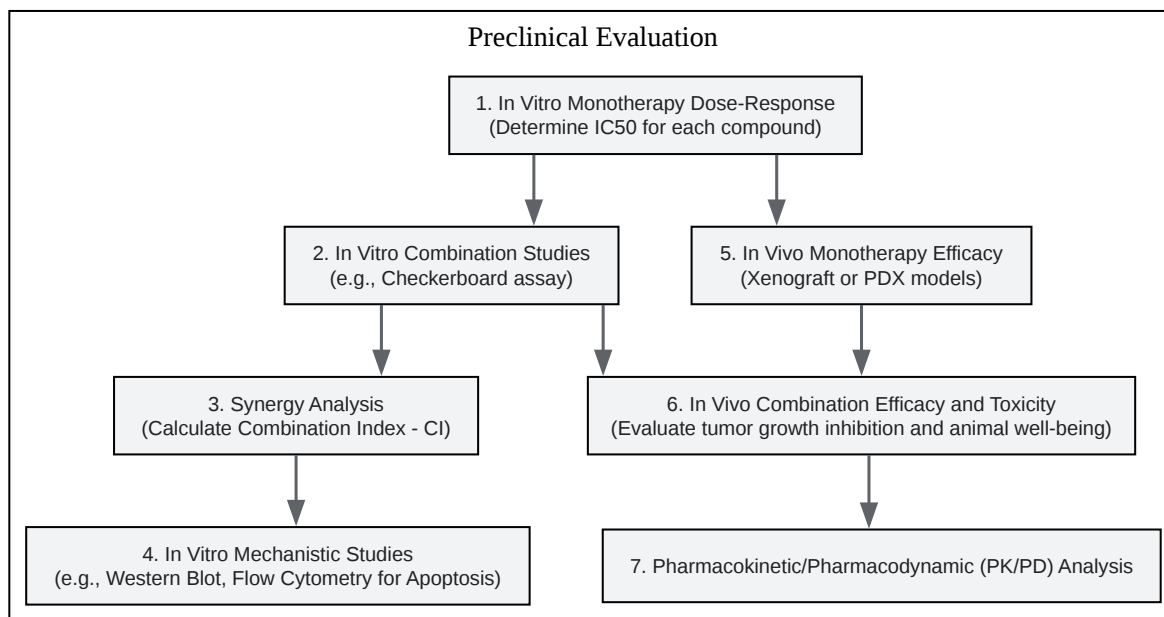 Preclinical Evaluation
1. In Vitro Monotherapy Dose-Response
(Determine IC50 for each compound)
2. In Vitro Combination Studies
(e.g., Checkerboard assay)
5. In Vivo Monotherapy Efficacy
(Xenograft or PDX models)
3. Synergy Analysis
(Calculate Combination Index - CI)
6. In Vivo Combination Efficacy and Toxicity
(Evaluate tumor growth inhibition and animal well-being)
4. In Vitro Mechanistic Studies
(e.g., Western Blot, Flow Cytometry for Apoptosis)
7. Pharmacokinetic/Pharmacodynamic (PK/PD) Analysis